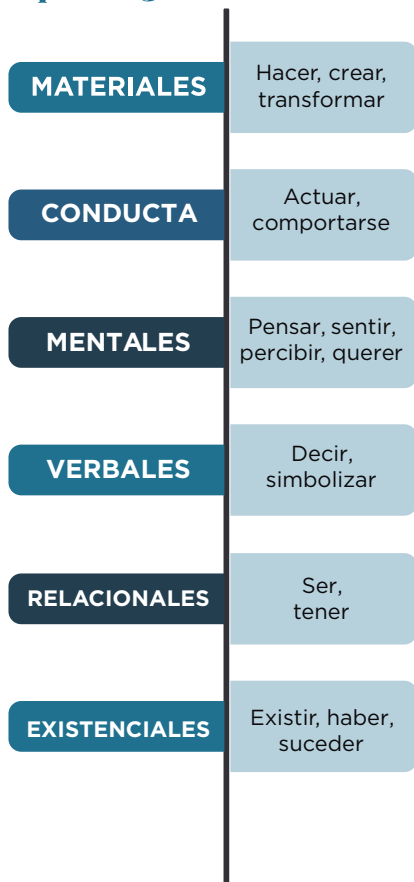 MATERIALES
Hacer, crear,
transformar
CONDUCTA
Actuar,
comportarse
MENTALES
Pensar, sentir,
percibir, querer
VERBALES
Decir,
simbolizar
RELACIONALES
Ser,
tener
EXISTENCIALES
Existir, haber,
suceder